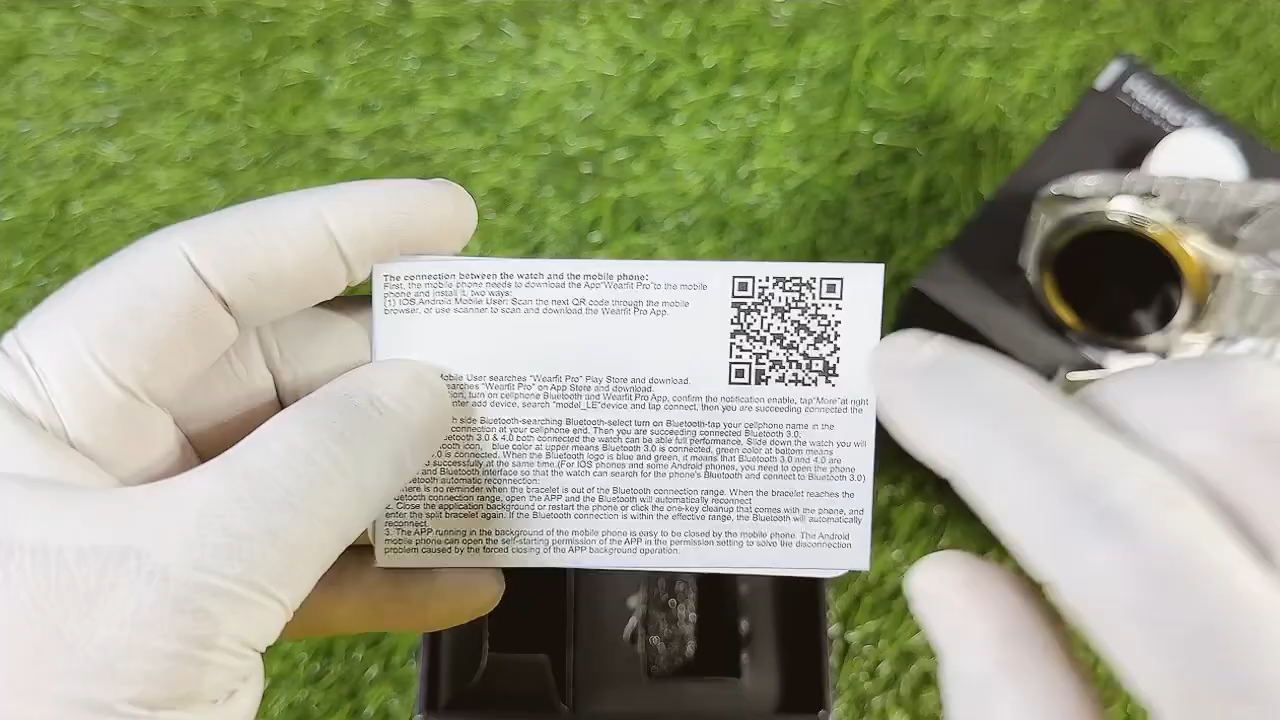 The connection between the watch and the mobile phone:
First, the mobile phone needs to download the App"Wearfit Pro"to the mobile
phone and install it, two ways:
(1) IOS,Android Mobile User: Scan the next QR code through the mobile
browser, or use scanner to scan and download the Wearfit Pro App.
Mobile User searches "Wearfit Pro" Play Store and download.
searches "Wearfit Pro" on App Store and download.
turn on cellphone Bluetooth and Wearfit Pro App, confirm the notification enable, tap"More"at right
add device, search "model_LE"device and tap connect, then you are succeeding connected the
side Bluetooth-searching Bluetooth-select turn on Bluetooth-tap your cellphone name in the
connection at your cellphone end. Then you are succeeding connected Bluetooth 3.0;
3.0 & 4.0 both connected the watch can be able full performance, Slide down the watch you will
icon, blue color at upper means Bluetooth 3.0 is connected, green color at bottom means
.0 is connected. When the Bluetooth logo is blue and green, it means that Bluetooth 3.0 and 4.0 are
successfully at the same time.(For IOS phones and some Android phones, you need to open the phone
and Bluetooth interface so that the watch can search for the phone's Bluetooth and connect to Bluetooth 3.0)
automatic reconnection:
is no reminder when the bracelet is out of the Bluetooth connection range. When the bracelet reaches the
connection range, open the APP and the Bluetooth will automatically reconnect
2. Close the application background or restart the phone or click the one-key cleanup that comes with the phone, and
enter the split bracelet again. If the Bluetooth connection is within the effective range, the Bluetooth will automatically
reconnect.
3. The APP running in the background of the mobile phone is easy to be closed by the mobile phone. The Android
mobile phone can open the self-starting permission of the APP in the permission setting to solve the disconnection
problem caused by the forced closing of the APP background operation.